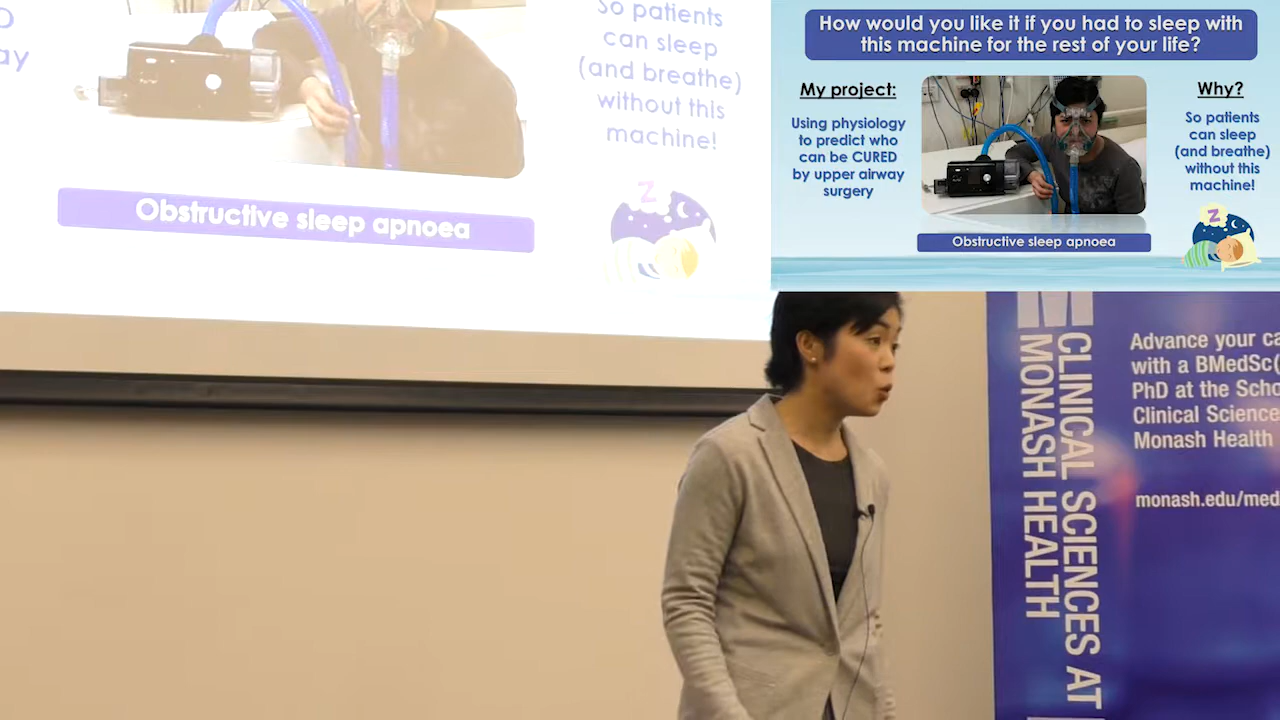 ay
So patients
can sleep
(and breathe)
without this
machine!
Z
Obstructive sleep apnoea
How would you like it if you had to sleep with
this machine for the rest of your life?
My project:
Using physiology
to predict who
can be CURED
by upper airway
surgery
Why?
So patients
can sleep
(and breathe)
without this
machine!
Z
Obstructive sleep apnoea
CLINICAL SCIENCES AT
MONASH HEALTH
Advance your ca
with a BMedSc(
PhD at the Scho
Clinical Science
Monash Health
monash.edu/med